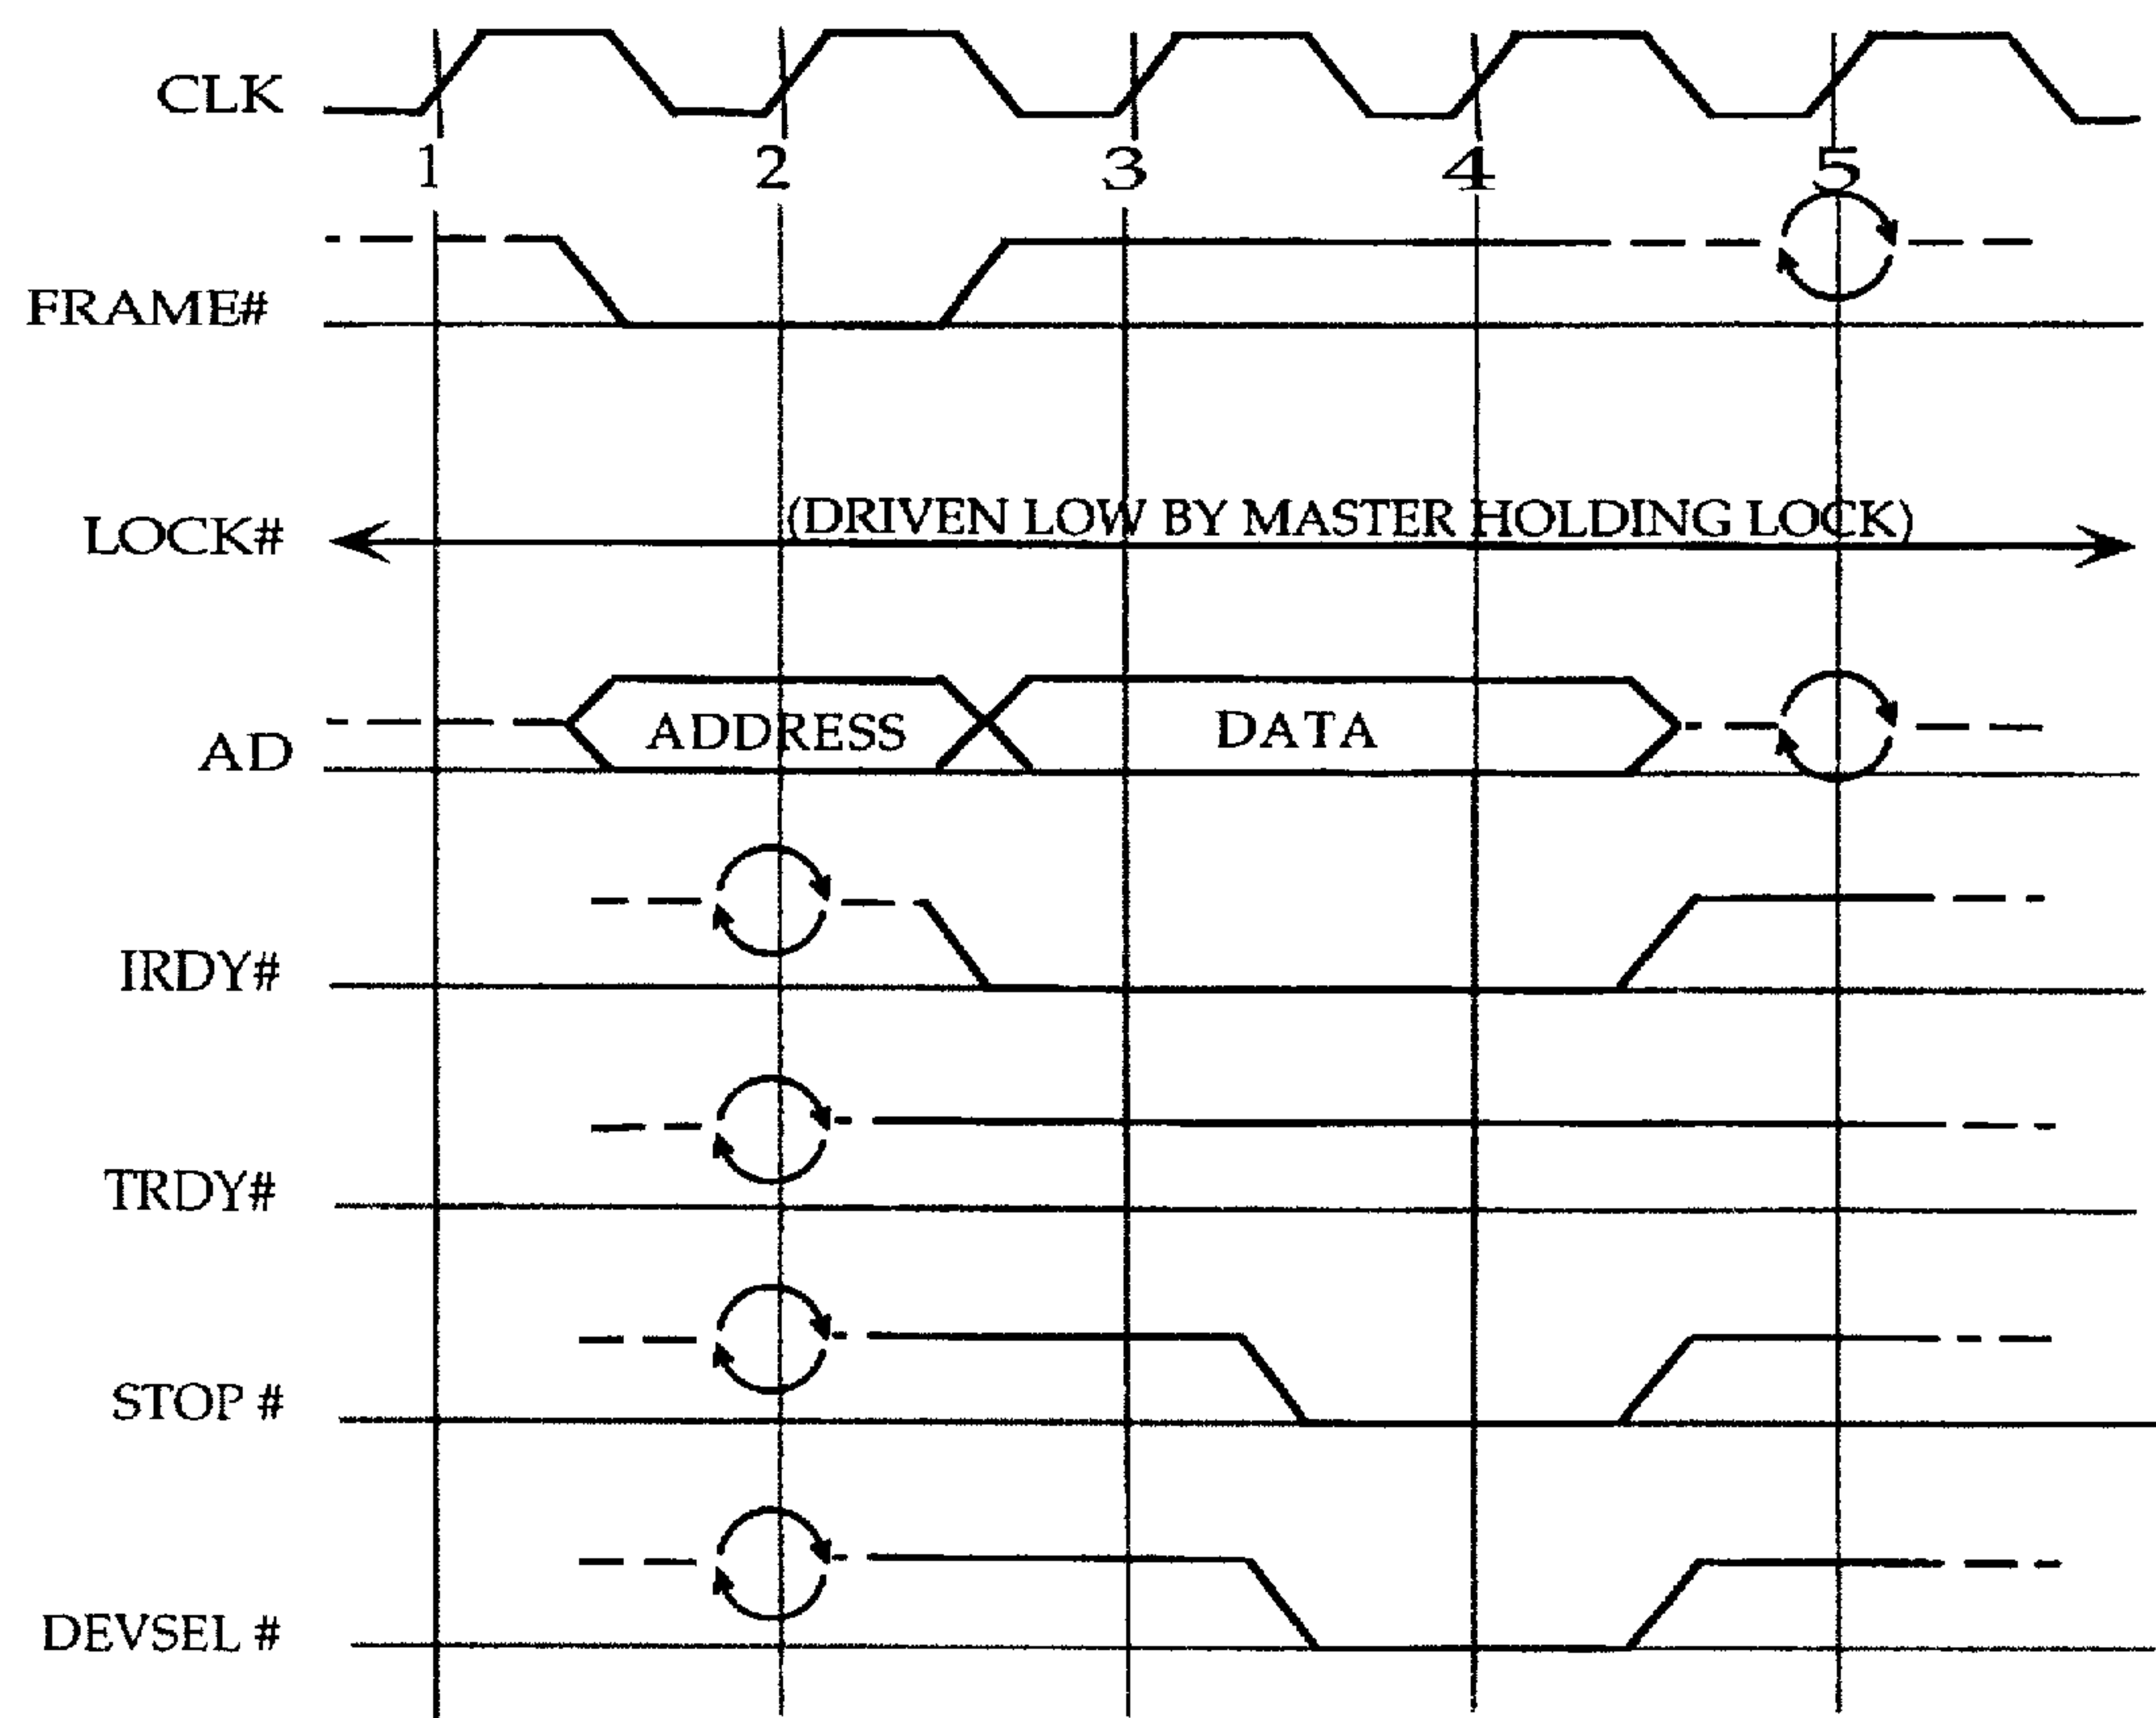 CLK
1 2 3 4 5
FRAME#
(DRIVEN LOW BY MASTER HOLDING LOCK)
LOCK#
ADDRESS DATA
AD
IRDY#
TRDY#
STOP #
DEVSEL #